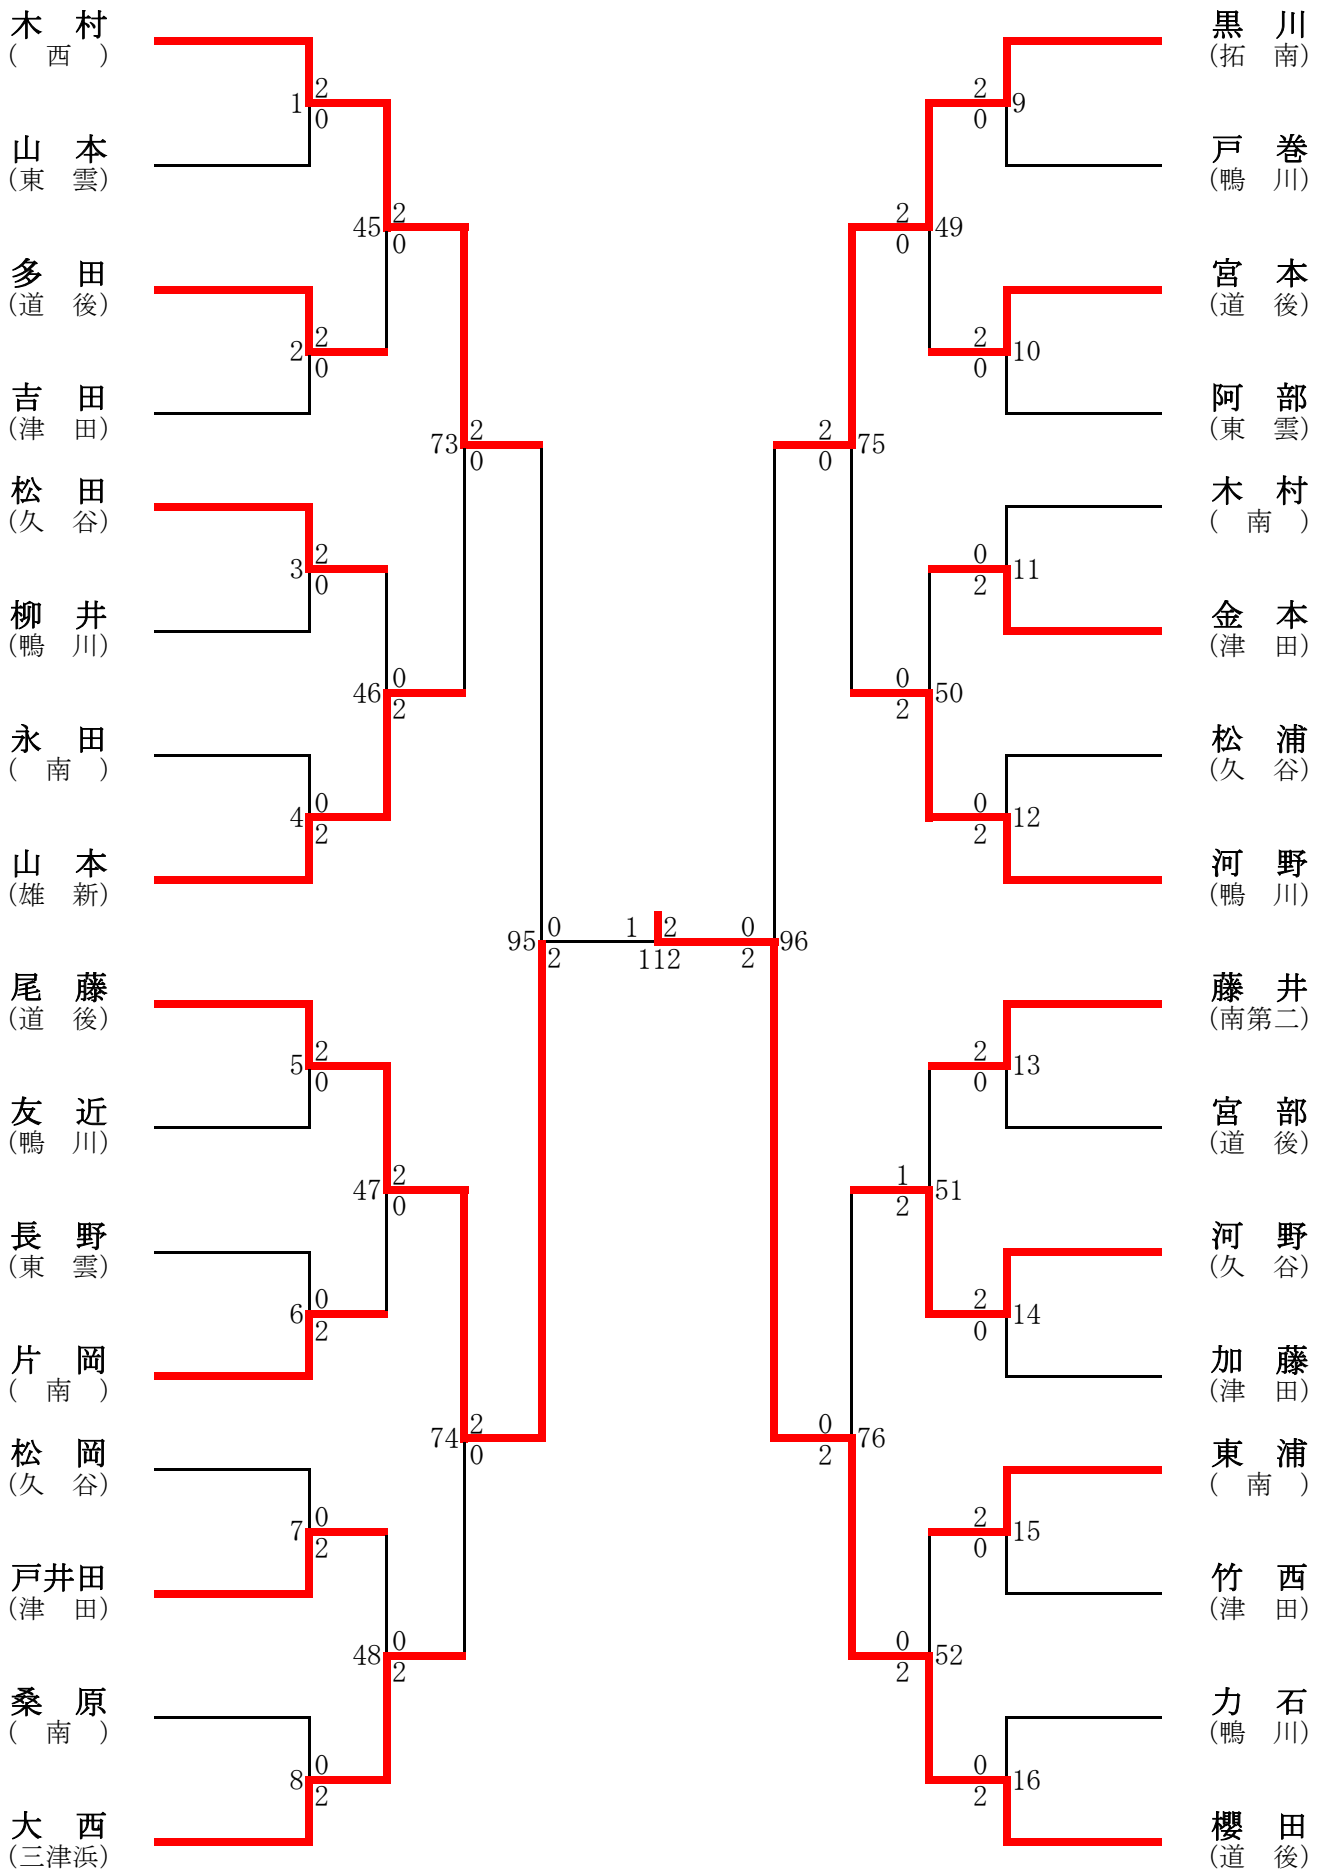 木　村
(　西　)
山　本
(東　雲)
多　田
(道　後)
吉　田
(津　田)
松　田
(久　谷)
柳　井
(鴨　川)
永　田
(　南　)
山　本
(雄　新)
尾　藤
(道　後)
友　近
(鴨　川)
長　野
(東　雲)
片　岡
(　南　)
松　岡
(久　谷)
戸井田
(津　田)
桑　原
(　南　)
大　西
(三津浜)
1
2
0
2
2
0
3
2
0
4
0
2
5
2
0
6
0
2
7
0
2
8
0
2
45
2
0
46
0
2
47
2
0
48
0
2
73
2
0
74
2
0
95
0
2
1
2
112
0
2
96
2
0
75
0
2
76
2
0
49
0
2
50
1
2
51
0
2
52
2
0
9
2
0
10
0
2
11
0
2
12
2
0
13
2
0
14
2
0
15
0
2
16
黒　川
(拓　南)
戸　巻
(鴨　川)
宮　本
(道　後)
阿　部
(東　雲)
木　村
(　南　)
金　本
(津　田)
松　浦
(久　谷)
河　野
(鴨　川)
藤　井
(南第二)
宮　部
(道　後)
河　野
(久　谷)
加　藤
(津　田)
東　浦
(　南　)
竹　西
(津　田)
力　石
(鴨　川)
櫻　田
(道　後)